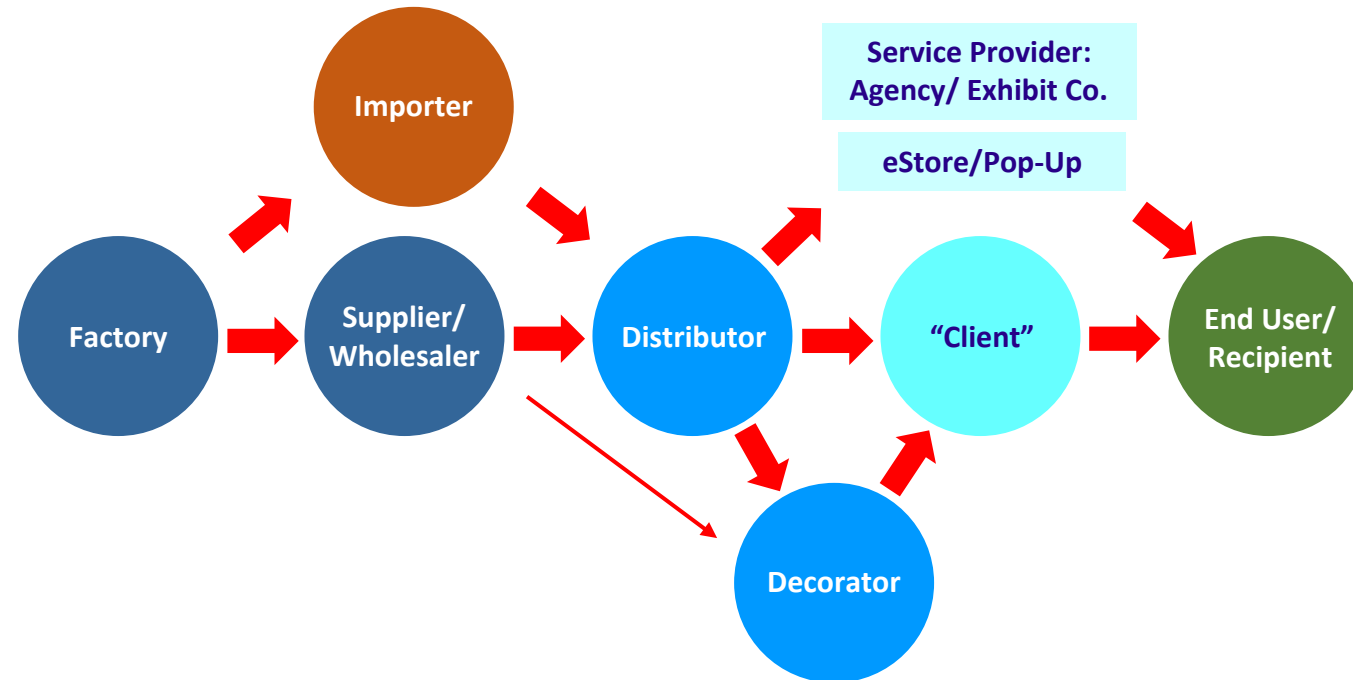 Service Provider:
Agency/ Exhibit Co.
Importer
eStore/Pop-Up
Factory
Supplier/
Wholesaler
Distributor
“Client”
End User/
Recipient
Decorator